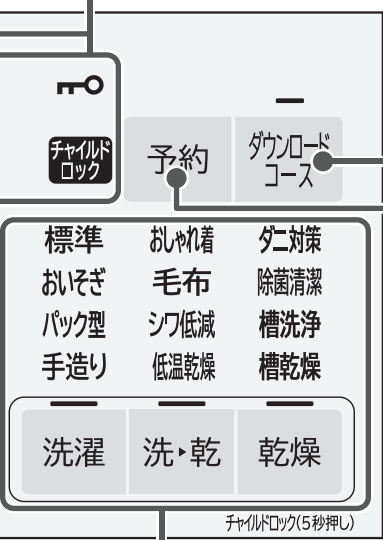 チャイルド
ロック
予約
ダウンロード
コース
標準 おしゃれ着 ダニ対策
おいそぎ 毛布 除菌清潔
パック型 シワ低減 槽洗浄
手造り 低温乾燥 槽乾燥
洗濯 洗▸乾 乾燥
チャイルドロック(5秒押し)